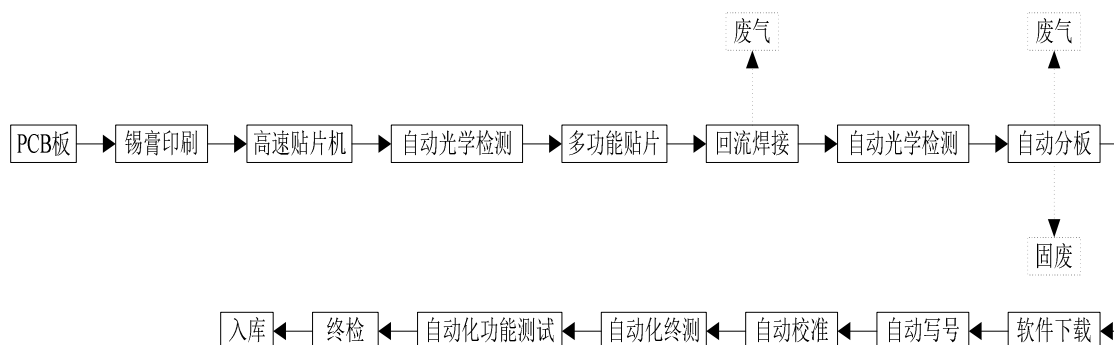 废气 废气
PCB板 锡膏印刷 高速贴片机 自动光学检测 多功能贴片 回流焊接 自动光学检测 自动分板
固废
入库 终检 自动化功能测试 自动化终测 自动校准 自动写号 软件下载